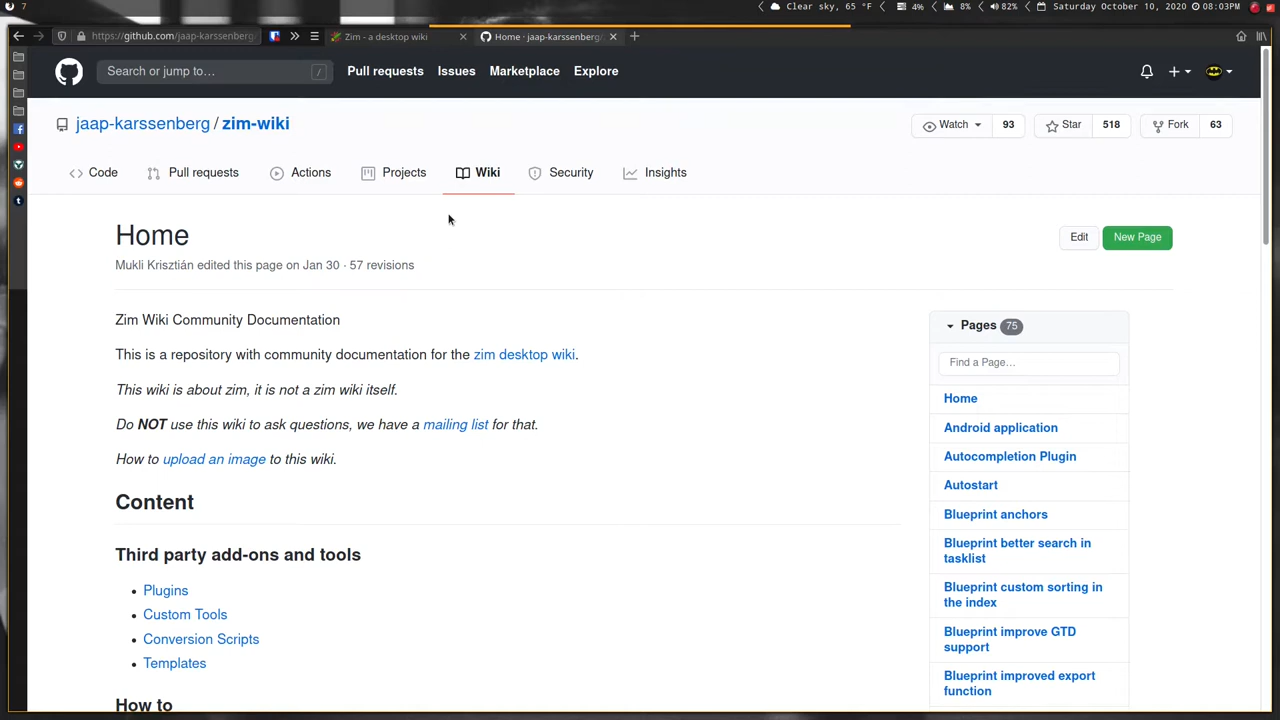 7
Clear sky, 65 °F
4%
8%
82%
Saturday October 10, 2020
08:03PM
https://github.com/jaap-karssenberg
Zim - a desktop wiki
Home · jaap-karssenberg/
Search or jump to…
/
Pull requests
Issues
Marketplace
Explore
jaap-karssenberg / zim-wiki
Watch
93
Star
518
Fork
63
Code
Pull requests
Actions
Projects
Wiki
Security
Insights
Home
Edit
New Page
Mukli Krisztián edited this page on Jan 30 · 57 revisions
Zim Wiki Community Documentation
This is a repository with community documentation for the zim desktop wiki.
This wiki is about zim, it is not a zim wiki itself.
Do NOT use this wiki to ask questions, we have a mailing list for that.
How to upload an image to this wiki.
Content
Third party add-ons and tools
Plugins
Custom Tools
Conversion Scripts
Templates
How to
Pages 75
Find a Page…
Home
Android application
Autocompletion Plugin
Autostart
Blueprint anchors
Blueprint better search in
tasklist
Blueprint custom sorting in
the index
Blueprint improve GTD
support
Blueprint improved export
function